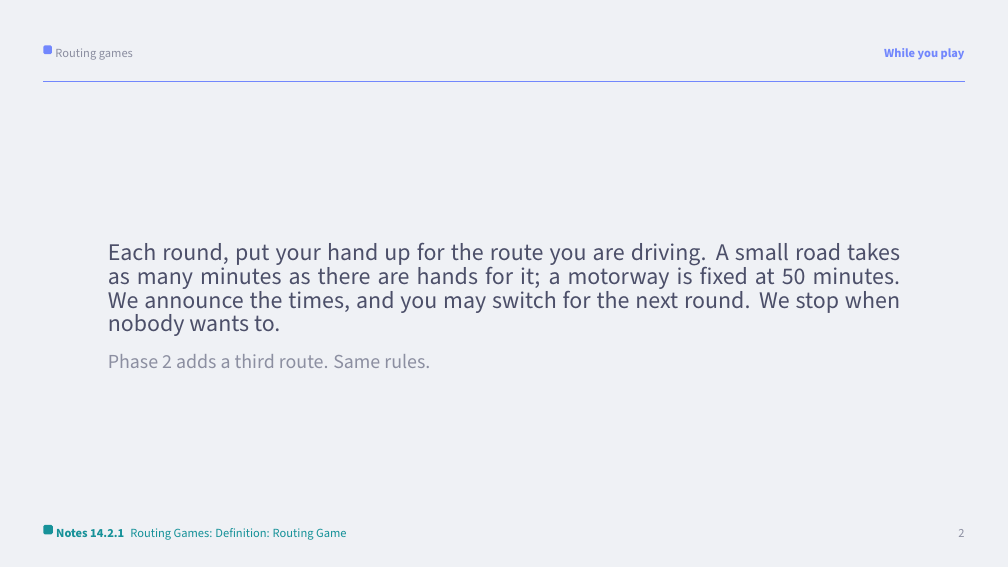 Routing games
While you play
Each round, put your hand up for the route you are driving. A small road takes
as many minutes as there are hands for it; a motorway is fixed at 50 minutes.
We announce the times, and you may switch for the next round. We stop when
nobody wants to.
Phase 2 adds a third route. Same rules.
Notes 14.2.1 Routing Games: Definition: Routing Game
2